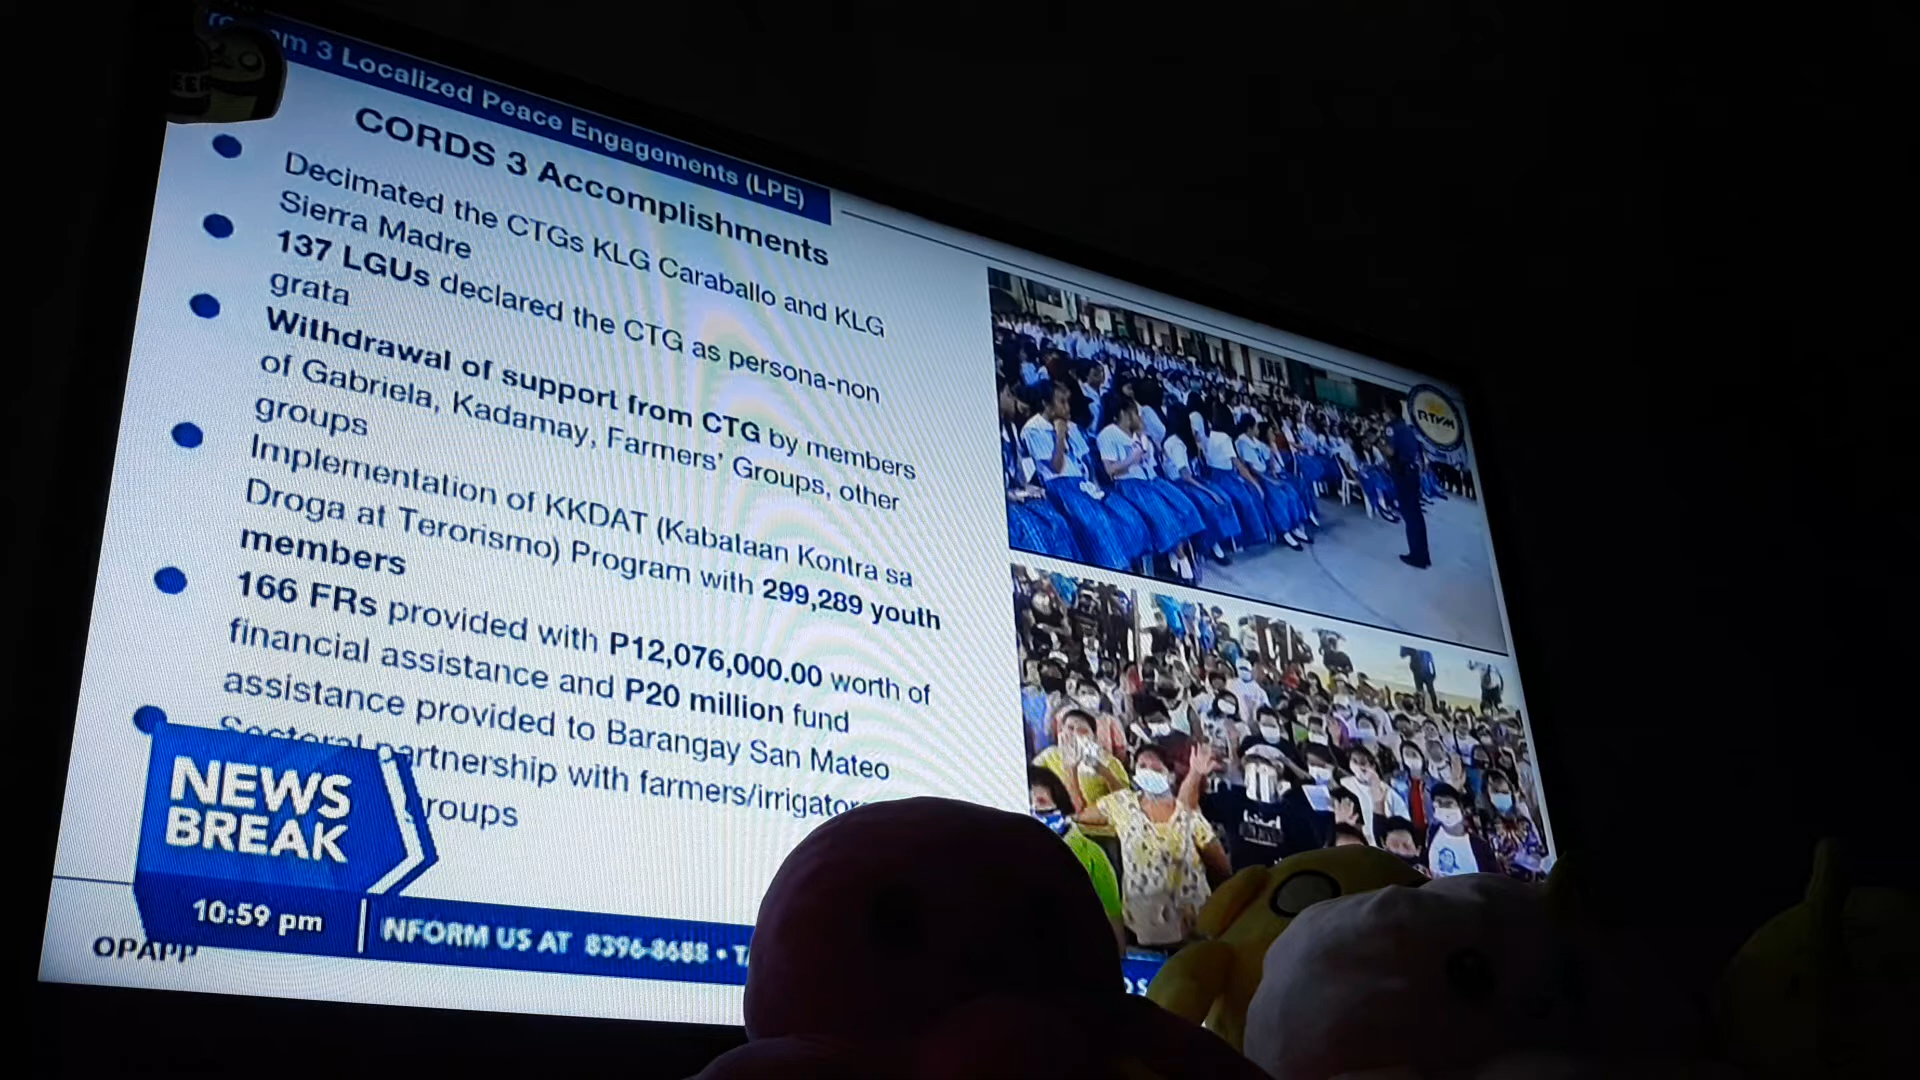 3 Localized Peace Engagements (LPE)
CORDS 3 Accomplishments
Decimated the CTGs KLG Caraballo and KLG
Sierra Madre
137 LGUs declared the CTG as persona-non
grata
Withdrawal of support from CTG by members
of Gabriela, Kadamay, Farmers' Groups, other
groups
Implementation of KKDAT (Kabataan Kontra sa
Droga at Terorismo) Program with 299,289 youth
members
166 FRs provided with P12,076,000.00 worth of
financial assistance and P20 million fund
assistance provided to Barangay San Mateo
Sectoral partnership with farmers/irrigator
roups
RTVM
NEWS
BREAK
10:59 pm
NFORM US AT 8396-8688 •
OPAPP